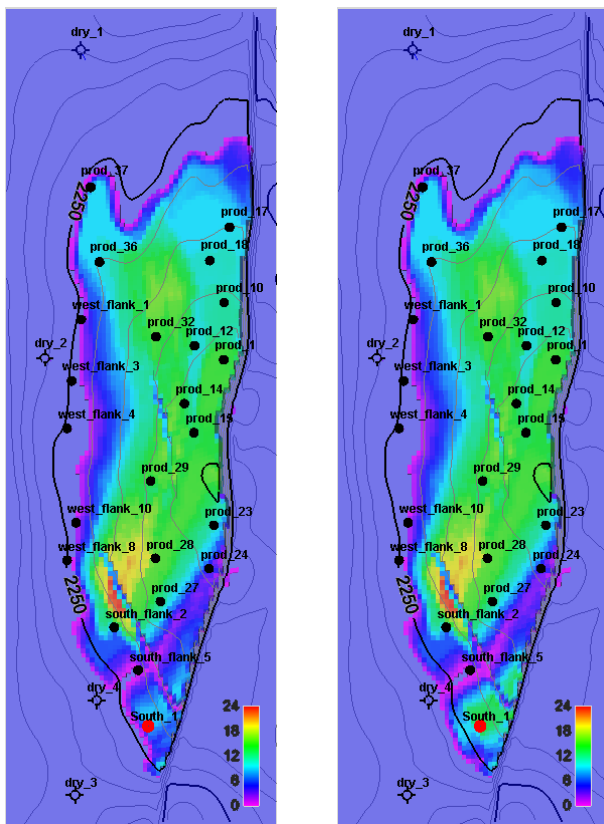 dry_1
prod_37
2250
prod_17
prod_36
prod_18
prod_10
west_flank_1
prod_32
prod_12
dry_2
west_flank_3
prod_14
west_flank_4
prod_15
prod_29
west_flank_10
prod_23
west_flank_8
prod_28
prod_24
2250
prod_27
south_flank_2
south_flank_5
dry_4
South_1
24
18
12
6
0
dry_3
dry_1
prod_37
2250
prod_17
prod_36
prod_18
prod_10
west_flank_1
prod_32
prod_12
dry_2
west_flank_3
prod_14
west_flank_4
prod_15
prod_29
west_flank_10
prod_23
west_flank_8
prod_28
prod_24
2250
prod_27
south_flank_2
south_flank_5
dry_4
South_1
24
18
12
6
0
dry_3